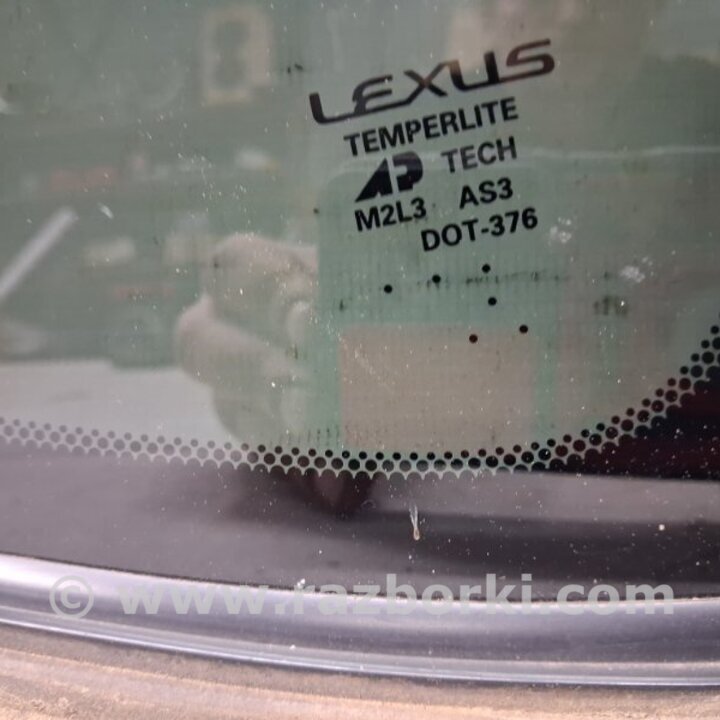 LEXUS
TEMPERLITE
AP TECH
M2L3 AS3
DOT-376
© www.razborki.com